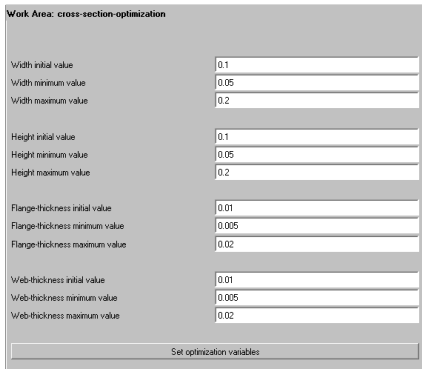 Work Area: cross-section-optimization
Width initial value 0.1
Width minimum value 0.05
Width maximum value 0.2
Height initial value 0.1
Height minimum value 0.05
Height maximum value 0.2
Flange-thickness initial value 0.01
Flange-thickness minimum value 0.005
Flange-thickness maximum value 0.02
Web-thickness initial value 0.01
Web-thickness minimum value 0.005
Web-thickness maximum value 0.02
Set optimization variables